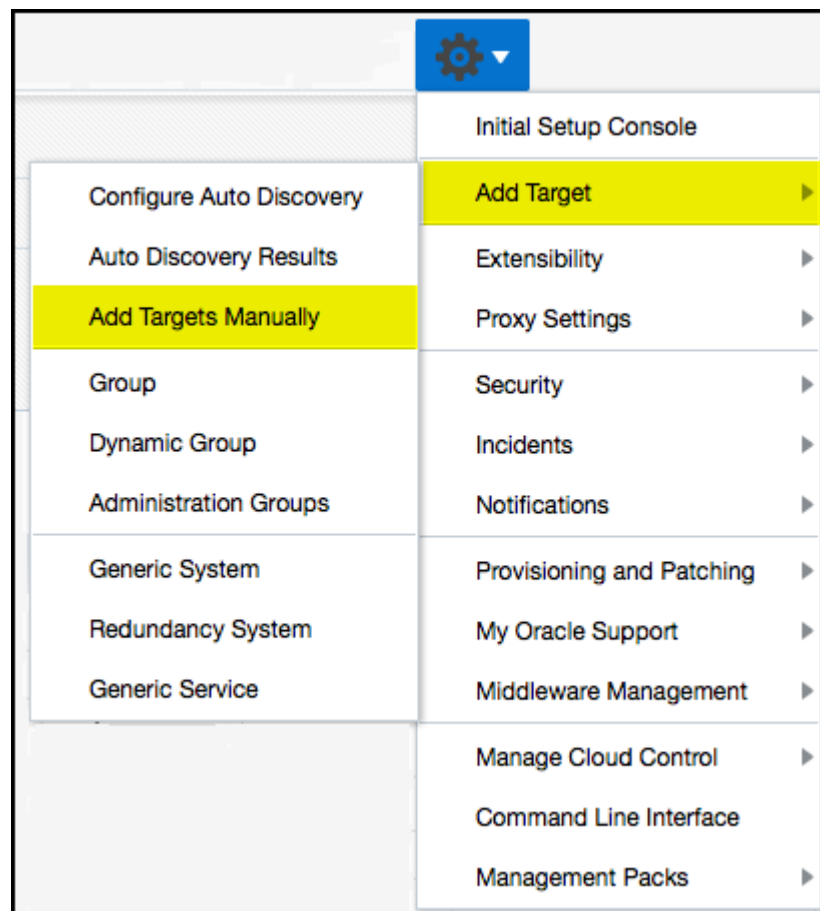 Initial Setup Console
Add Target
Extensibility
Proxy Settings
Security
Incidents
Notifications
Provisioning and Patching
My Oracle Support
Middleware Management
Manage Cloud Control
Command Line Interface
Management Packs
Configure Auto Discovery
Auto Discovery Results
Add Targets Manually
Group
Dynamic Group
Administration Groups
Generic System
Redundancy System
Generic Service